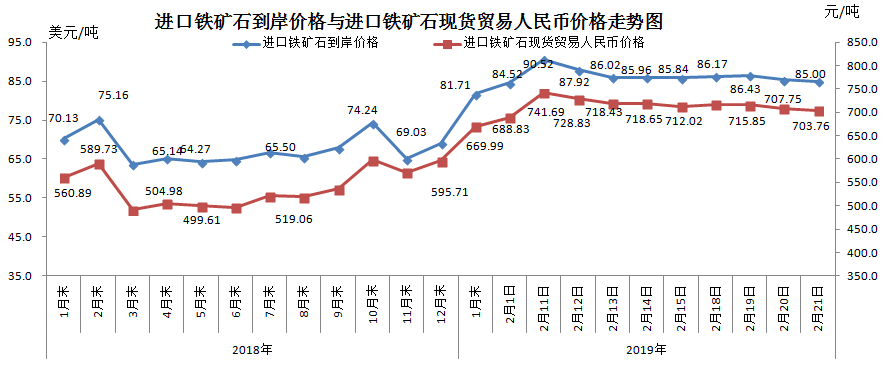 进口铁矿石到岸价格与进口铁矿石现货贸易人民币价格走势图
美元/吨
元/吨
进口铁矿石到岸价格
进口铁矿石现货贸易人民币价格
95.0
85.0
75.0
65.0
55.0
45.0
35.0
850.0
800.0
750.0
700.0
650.0
600.0
550.0
500.0
450.0
400.0
350.0
70.13
75.16
65.14
64.27
65.50
74.24
69.03
81.71
84.52
90.52
87.92
86.02
85.96
85.84
86.17
86.43
85.00
560.89
589.73
504.98
499.61
519.06
595.71
669.99
688.83
741.69
728.83
718.43
718.65
712.02
715.85
707.75
703.76
1月末
2月末
3月末
4月末
5月末
6月末
7月末
8月末
9月末
10月末
11月末
12月末
1月末
2月1日
2月11日
2月12日
2月13日
2月14日
2月15日
2月18日
2月19日
2月20日
2月21日
2018年
2019年